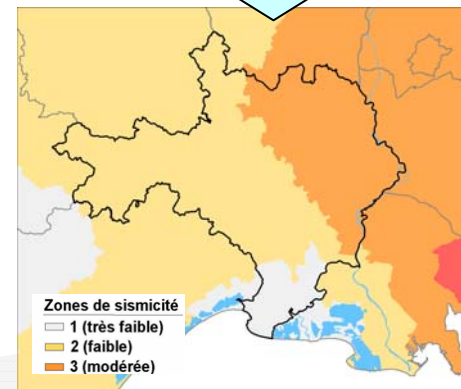 Zones de sismicité
1 (très faible)
2 (faible)
3 (modérée)